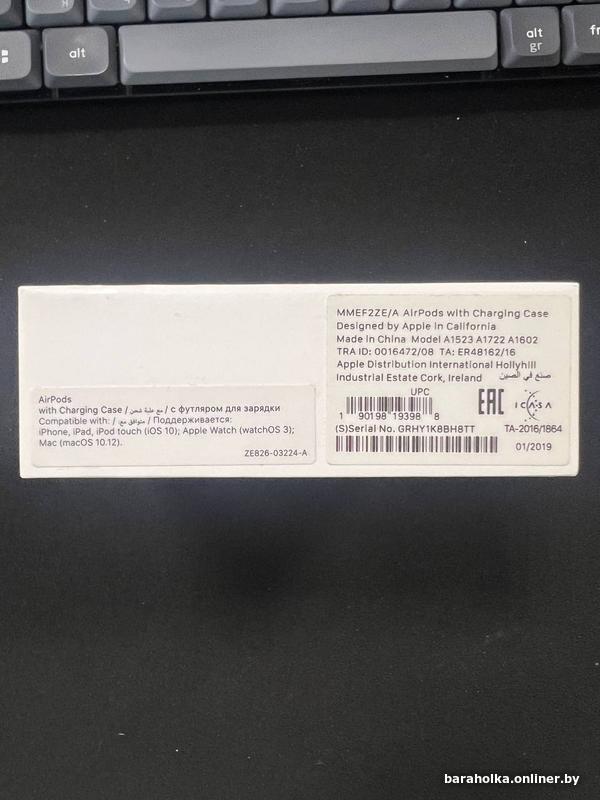 alt
alt
gr
MMEF2ZE/A AirPods with Charging Case
Designed by Apple in California
Made in China Model A1523 A1722 A1602
TRA ID: 0016472/08 TA: ER48162/16
Apple Distribution International Hollyhill
Industrial Estate Cork, Ireland صنع في الصين
UPC
1 90198 19398 8
EAC
ICASA
(S)Serial No. GRHY1K8BH8TT TA-2016/1864
01/2019
AirPods
with Charging Case / مع علبة شحن / с футляром для зарядки
Compatible with: / متوافق مع: / Поддерживается:
iPhone, iPad, iPod touch (iOS 10); Apple Watch (watchOS 3);
Mac (macOS 10.12).
ZE826-03224-A
baraholka.onliner.by